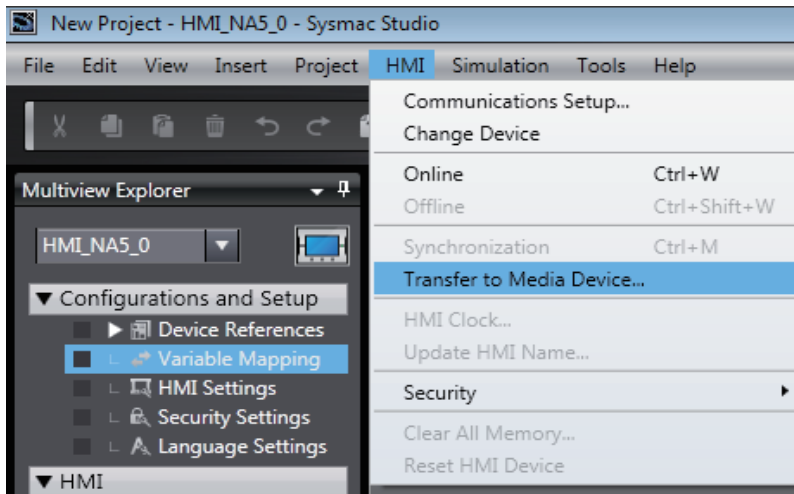 New Project - HMI_NA5_0 - Sysmac Studio
File Edit View Insert Project HMI Simulation Tools Help
Communications Setup...
Change Device
Online Ctrl+W
Offline Ctrl+Shift+W
Synchronization Ctrl+M
Transfer to Media Device...
HMI Clock...
Update HMI Name...
Security
Clear All Memory...
Reset HMI Device
Multiview Explorer
HMI_NA5_0
Configurations and Setup
Device References
Variable Mapping
HMI Settings
Security Settings
Language Settings
HMI